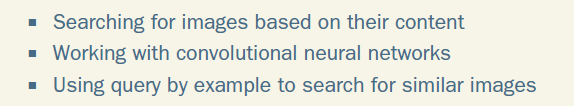 ▪ Searching for images based on their content
▪ Working with convolutional neural networks
▪ Using query by example to search for similar images